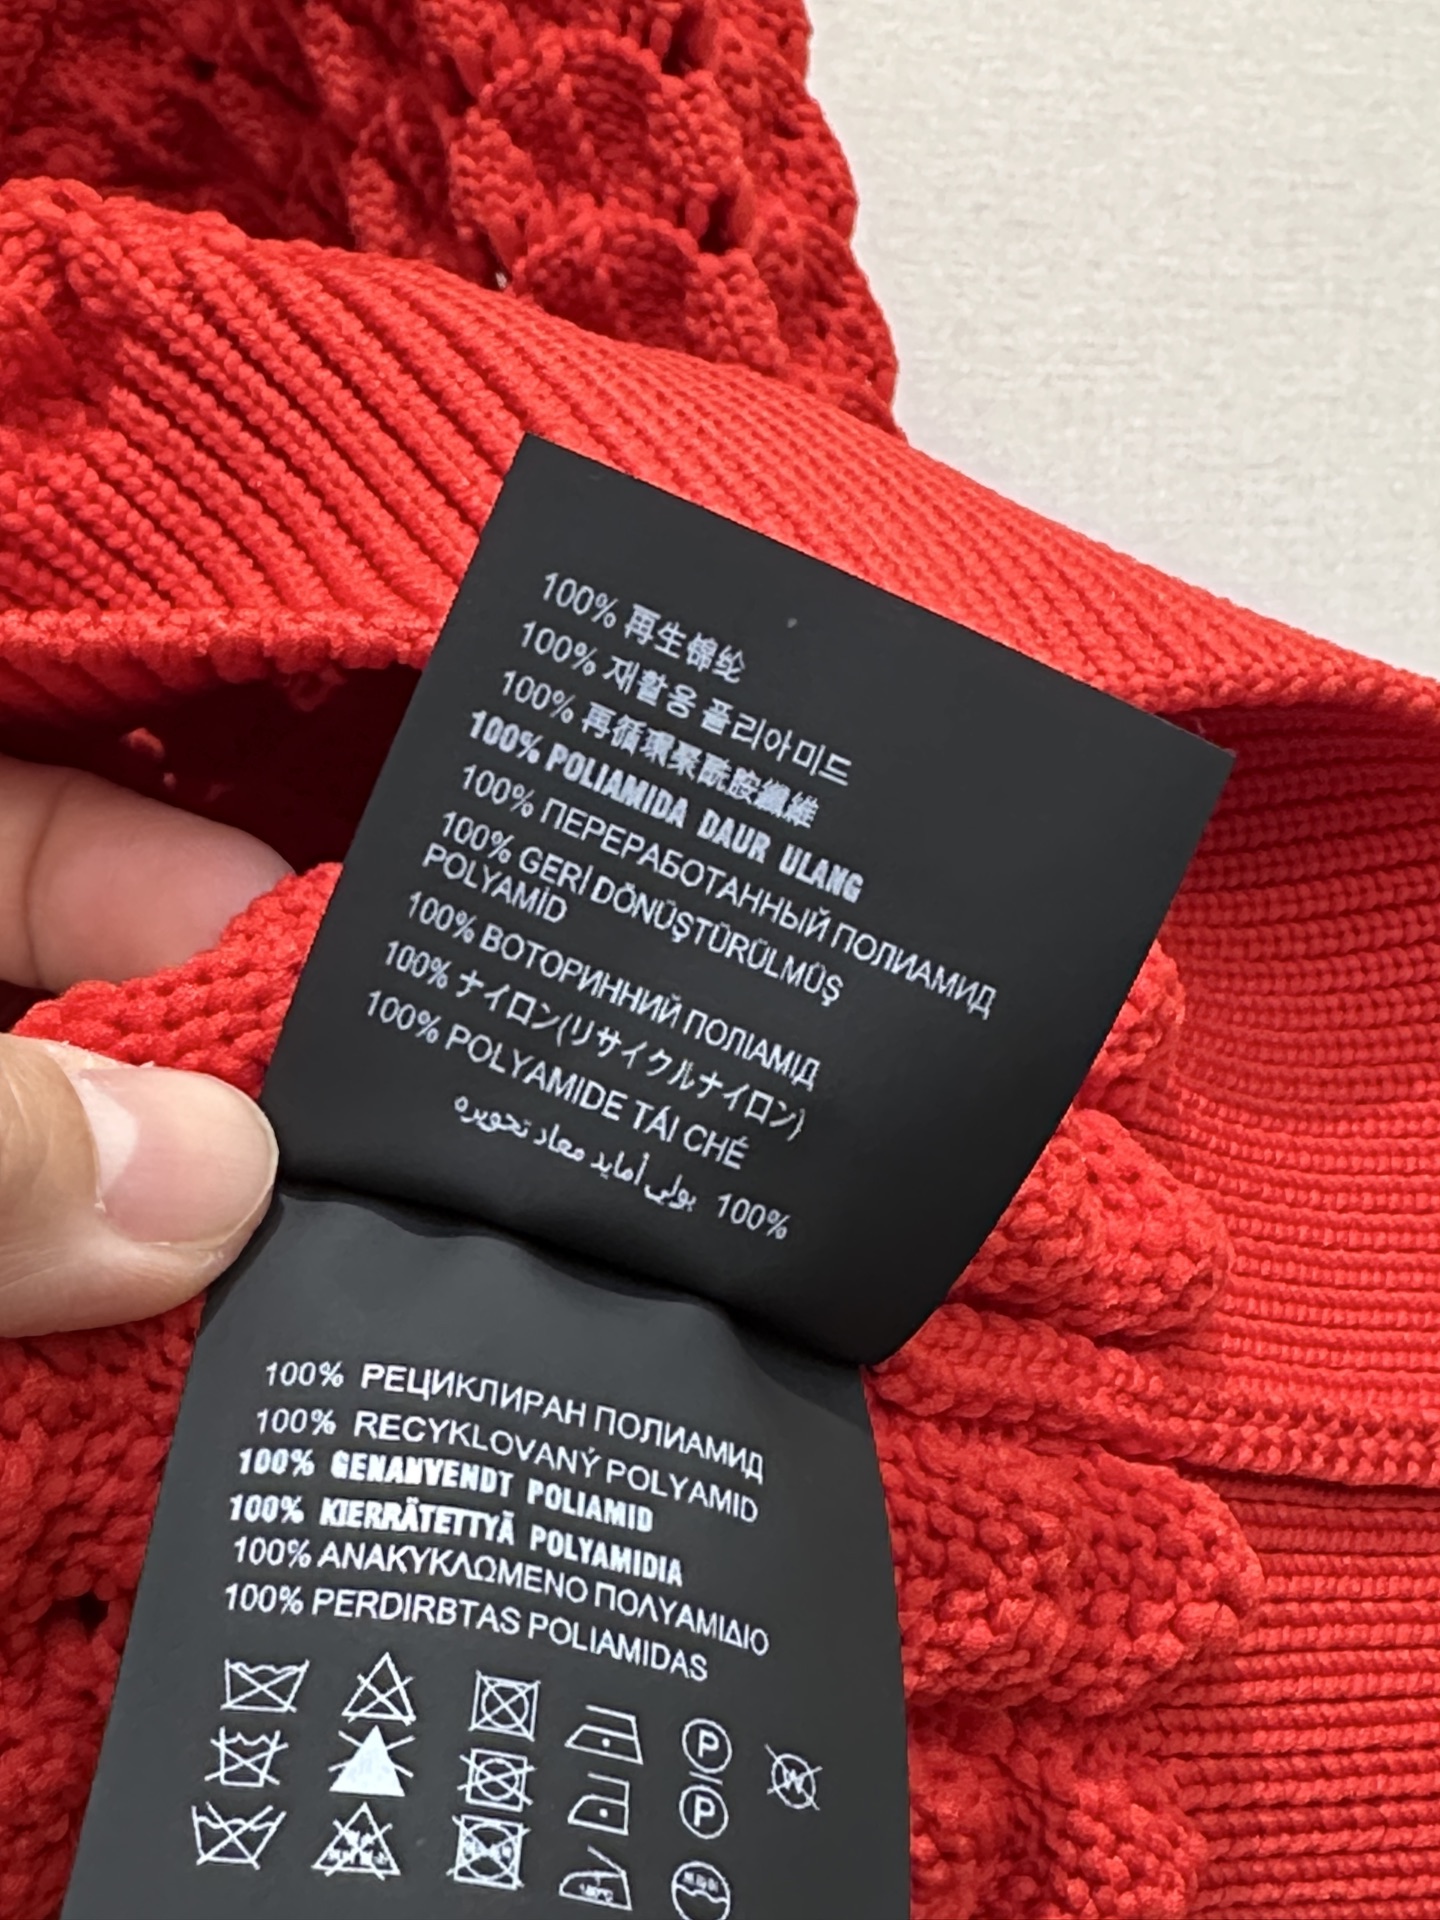 100% 再生锦纶
100% 재활용 폴리아미드
100% 再循環聚酰胺纖維
100% POLIAMIDA DAUR ULANG
100% ПЕРЕРАБОТАННЫЙ ПОЛИАМИД
100% GERİ DÖNÜŞTÜRÜLMÜŞ
POLYAMİD
100% ВОТОРИННИЙ ПОЛІАМІД
100% ナイロン(リサイクルナイロン)
100% POLYAMIDE TÁI CHÉ
100% بولي أمايد معاد تحويره
100% РЕЦИКЛИРАН ПОЛИАМИД
100% RECYKLOVANÝ POLYAMID
100% GENANVENDT POLIAMID
100% KIERRÄTETTYÄ POLYAMIDIA
100% ΑΝΑΚΥΚΛΩΜΕΝΟ ΠΟΛΥΑΜΙΔΙΟ
100% PERDIRBTAS POLIAMIDAS
P W
P